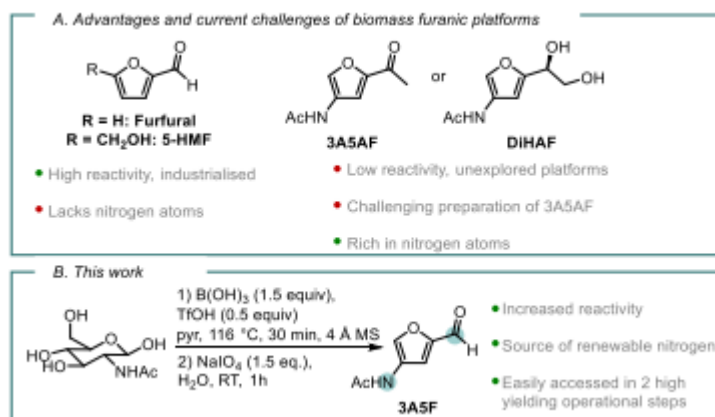 A. Advantages and current challenges of biomass furanic platforms
R
O
O
H
R = H: Furfural
R = CH₂OH: 5-HMF
O
O
AcHN
3A5AF
or
OH
O
OH
AcHN
DiHAF
High reactivity, industrialised
Lacks nitrogen atoms
Low reactivity, unexplored platforms
Challenging preparation of 3A5AF
Rich in nitrogen atoms
B. This work
HO
HO
HO
O
OH
NHAc
1) B(OH)₃ (1.5 equiv),
TfOH (0.5 equiv)
pyr, 116 °C, 30 min, 4 Å MS
2) NaIO₄ (1.5 eq.),
H₂O, RT, 1h
O
O
H
AcHN
3A5F
Increased reactivity
Source of renewable nitrogen
Easily accessed in 2 high
yielding operational steps